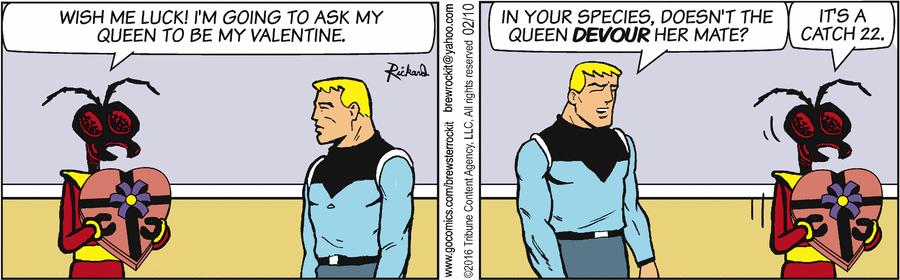 WISH ME LUCK! I'M GOING TO ASK MY
QUEEN TO BE MY VALENTINE.
Rickard
www.gocomics.com/brewsterrockit brewrockit@yahoo.com
©2016 Tribune Content Agency, LLC, All rights reserved 02/10
IN YOUR SPECIES, DOESN'T THE
QUEEN DEVOUR HER MATE?
IT'S A
CATCH 22.